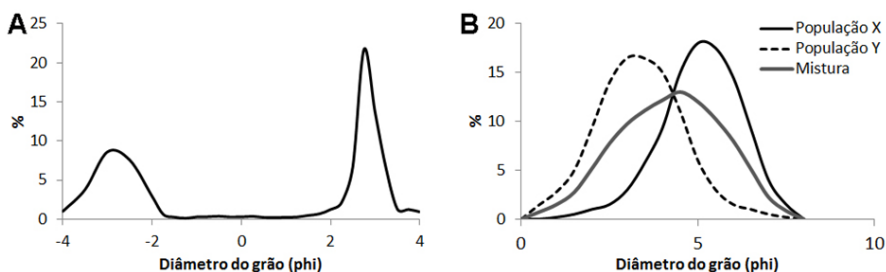 A
25
20
15
10
5
0
%
-4 -2 0 2 4
Diâmetro do grão (phi)
B
20
15
10
5
0
%
0 5 10
Diâmetro do grão (phi)
População X
População Y
Mistura